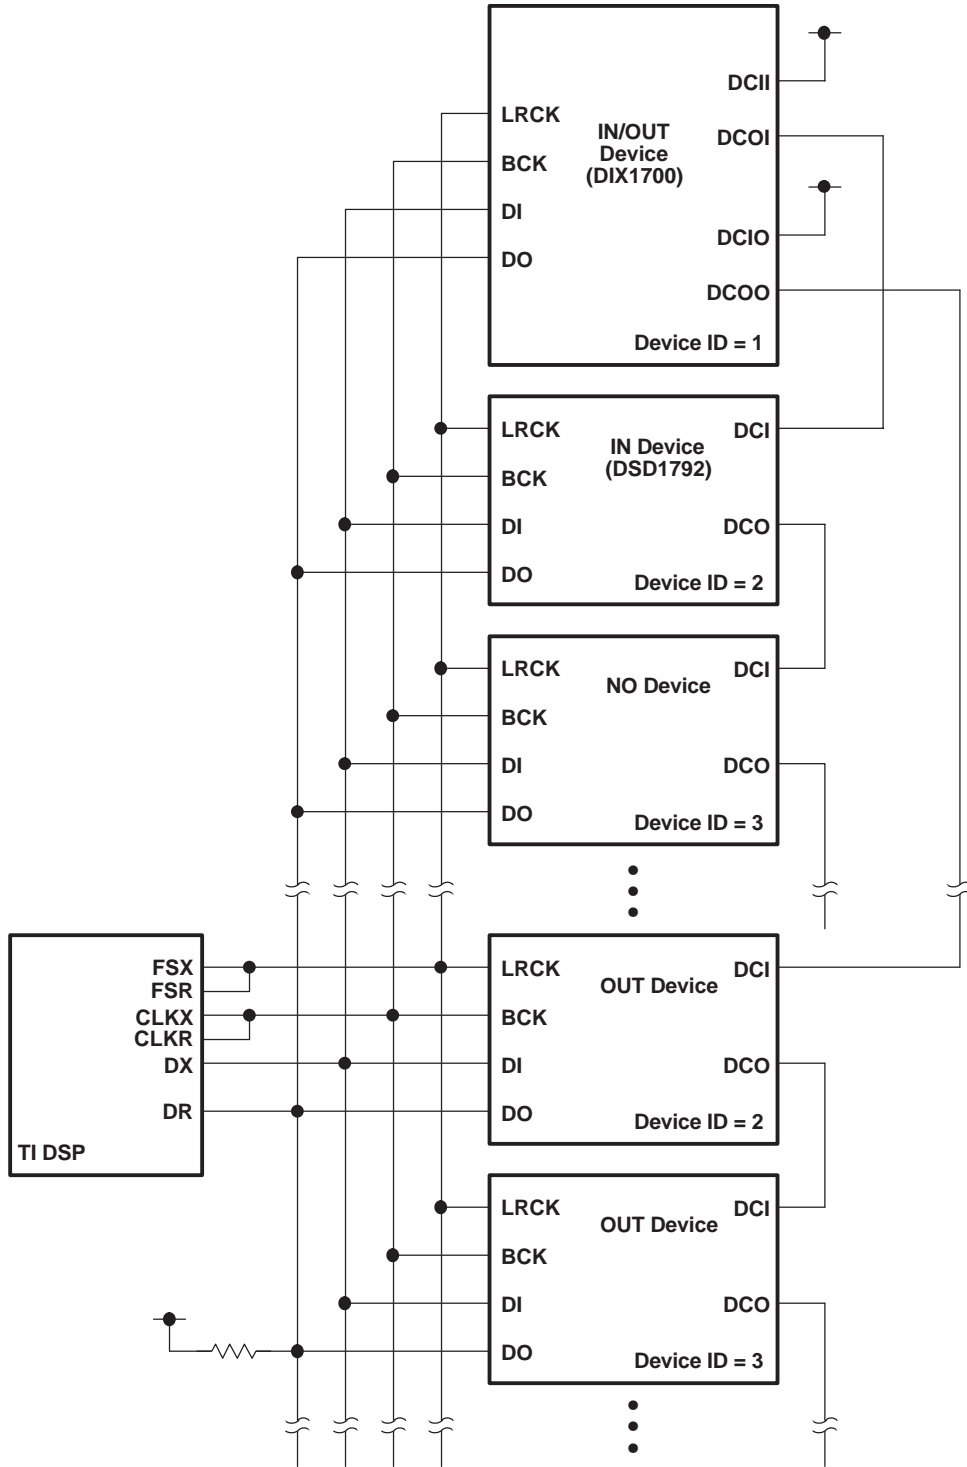 DCII
LRCK
IN/OUT
Device
(DIX1700)
DCOI
BCK
DI
DCIO
DO
DCOO
Device ID = 1
LRCK
IN Device
(DSD1792)
DCI
BCK
DI
DCO
DO
Device ID = 2
LRCK
NO Device
DCI
BCK
DI
DCO
DO
Device ID = 3
FSX
FSR
CLKX
CLKR
DX
DR
TI DSP
LRCK
OUT Device
DCI
BCK
DI
DCO
DO
Device ID = 2
LRCK
OUT Device
DCI
BCK
DI
DCO
DO
Device ID = 3